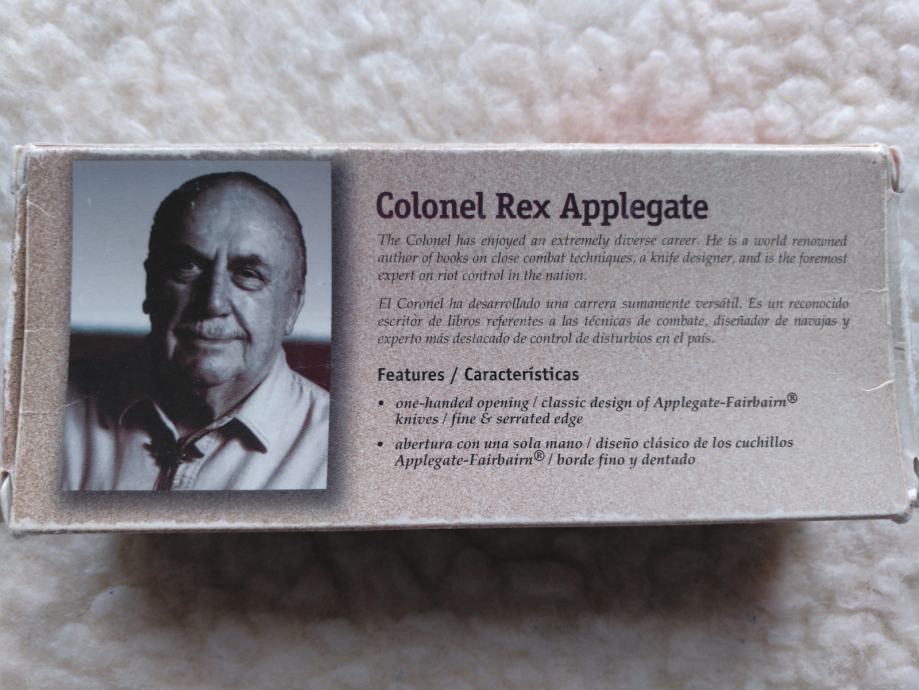 Colonel Rex Applegate
The Colonel has enjoyed an extremely diverse career. He is a world renowned
author of books on close combat techniques, a knife designer, and is the foremost
expert on riot control in the nation.
El Coronel ha desarrollado una carrera sumamente versátil. Es un reconocido
escritor de libros referentes a las técnicas de combate, diseñador de navajas y
experto más destacado de control de disturbios en el país.
Features / Características
• one-handed opening / classic design of Applegate-Fairbairn®
knives / fine & serrated edge
• abertura con una sola mano / diseño clásico de los cuchillos
Applegate-Fairbairn® / borde fino y dentado